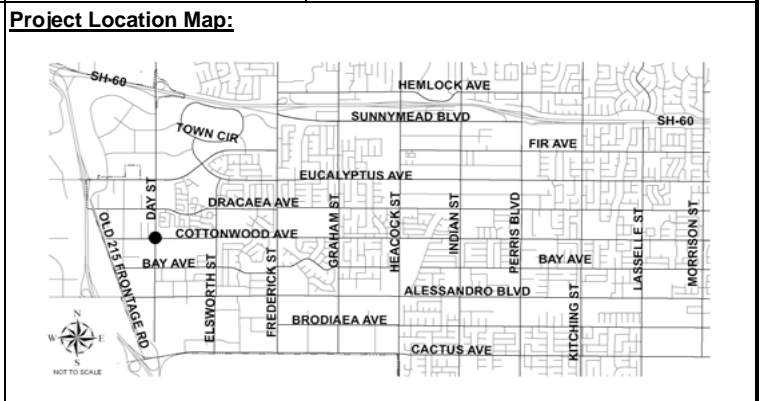 Project Location Map:
SH-60
HEMLOCK AVE
SUNNYMEAD BLVD
SH-60
TOWN CIR
FIR AVE
EUCALYPTUS AVE
DAY ST
DRACAEA AVE
GRAHAM ST
HEACOCK ST
INDIAN ST
PERRIS BLVD
LASSELLE ST
MORRISON ST
COTTONWOOD AVE
OLD 215 FRONTAGE RD
BAY AVE
BAY AVE
ELSWORTH ST
FREDERICK ST
ALESSANDRO BLVD
KITCHING ST
BRODIAEA AVE
CACTUS AVE
N
W
E
S
NOT TO SCALE